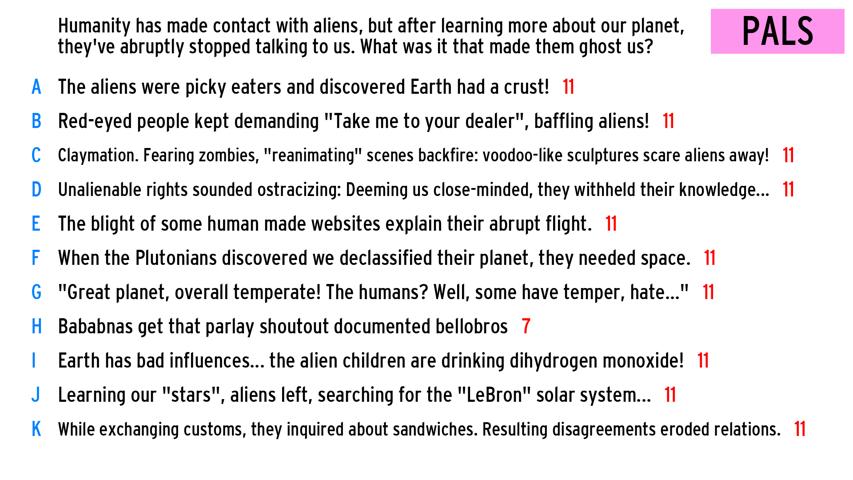 Humanity has made contact with aliens, but after learning more about our planet,
they've abruptly stopped talking to us. What was it that made them ghost us?
PALS
A The aliens were picky eaters and discovered Earth had a crust! 11
B Red-eyed people kept demanding "Take me to your dealer", baffling aliens! 11
C Claymation. Fearing zombies, "reanimating" scenes backfire: voodoo-like sculptures scare aliens away! 11
D Unalienable rights sounded ostracizing: Deeming us close-minded, they withheld their knowledge... 11
E The blight of some human made websites explain their abrupt flight. 11
F When the Plutonians discovered we declassified their planet, they needed space. 11
G "Great planet, overall temperate! The humans? Well, some have temper, hate..." 11
H Bababnas get that parlay shoutout documented bellobros 7
I Earth has bad influences... the alien children are drinking dihydrogen monoxide! 11
J Learning our "stars", aliens left, searching for the "LeBron" solar system... 11
K While exchanging customs, they inquired about sandwiches. Resulting disagreements eroded relations. 11